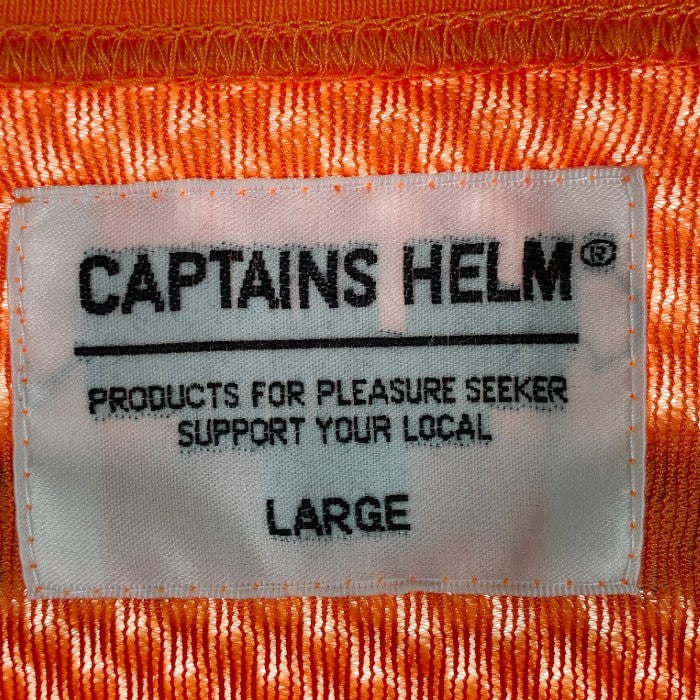 CAPTAINS HELM®
PRODUCTS FOR PLEASURE SEEKER
SUPPORT YOUR LOCAL
LARGE